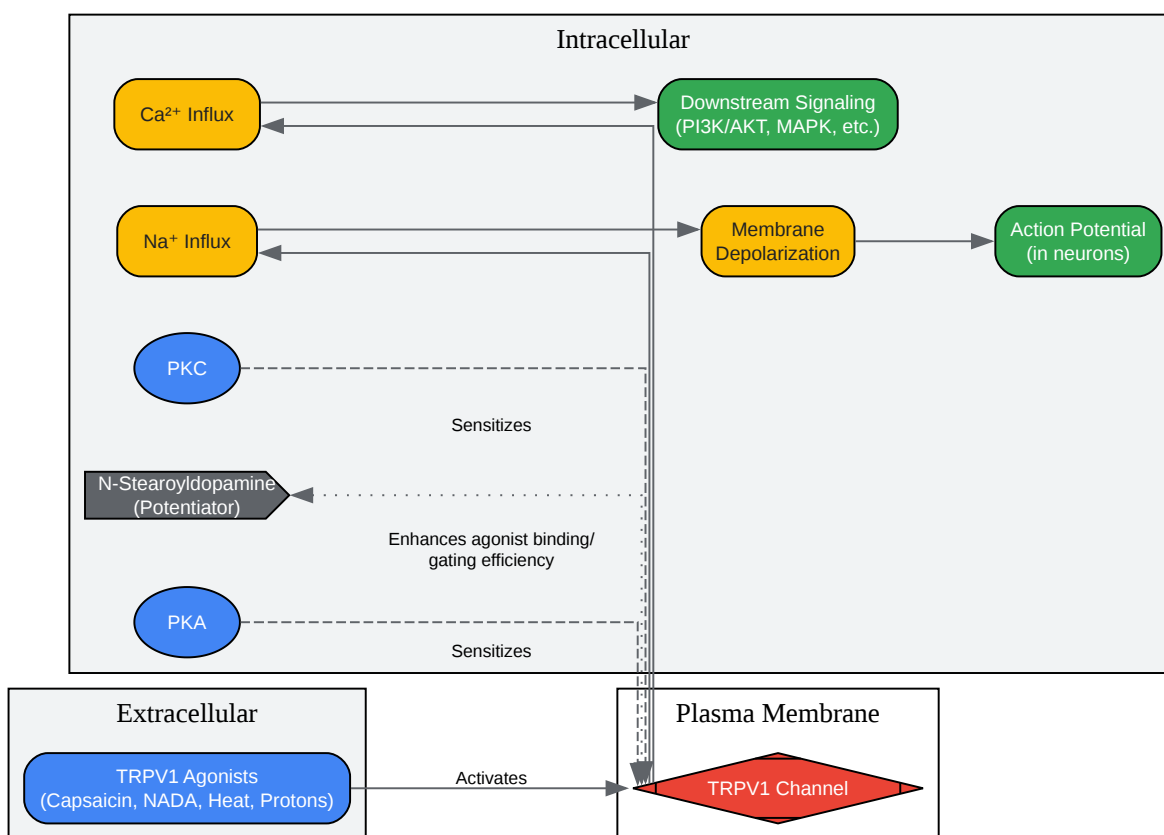 Intracellular
Ca²⁺ Influx
Downstream Signaling
(PI3K/AKT, MAPK, etc.)
Na⁺ Influx
Membrane
Depolarization
Action Potential
(in neurons)
PKC
Sensitizes
N-Stearoyldopamine
(Potentiator)
Enhances agonist binding/
gating efficiency
PKA
Sensitizes
Extracellular
Plasma Membrane
TRPV1 Agonists
(Capsaicin, NADA, Heat, Protons)
Activates
TRPV1 Channel